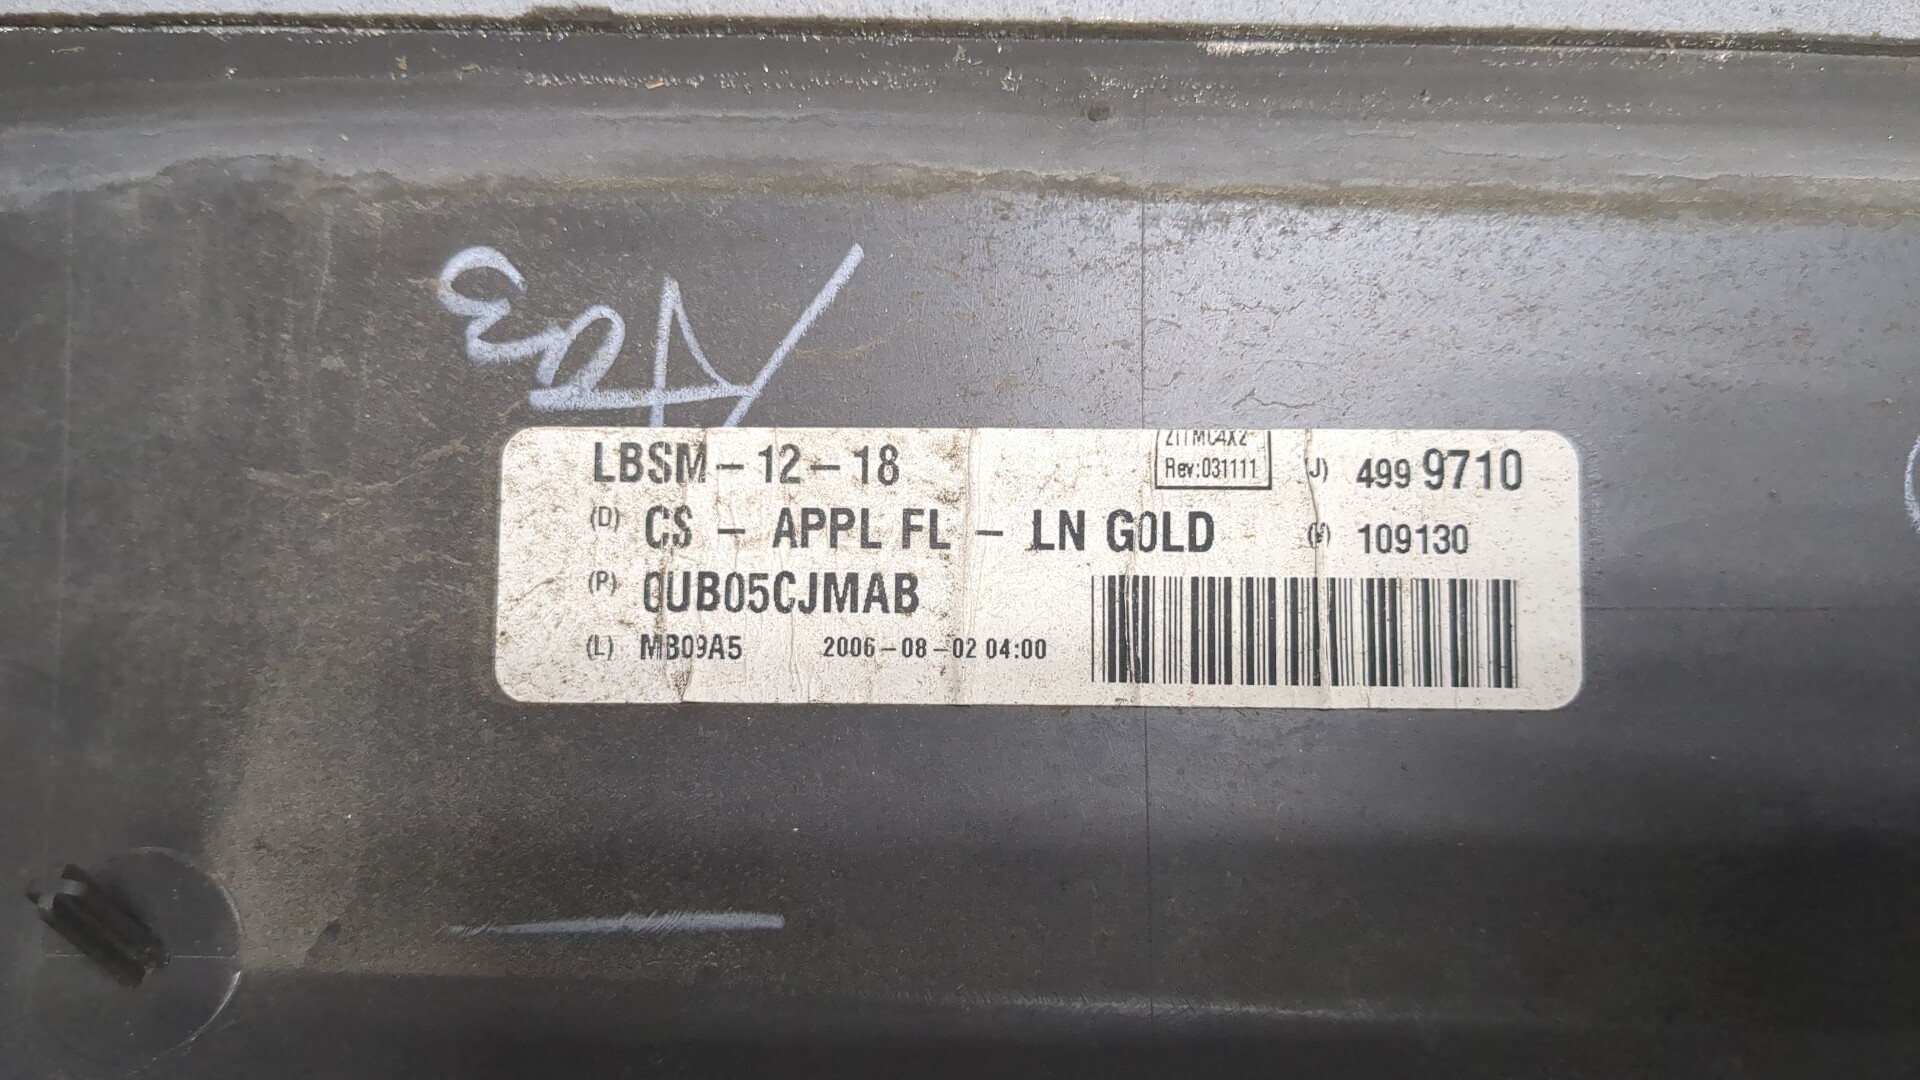 LBSM-12-18
Rev:031111
(J) 499 9710
(D) CS - APPL FL - LN GOLD
(V) 109130
(P) 0UB05CJMAB
(L) MB09A5 2006-08-02 04:00